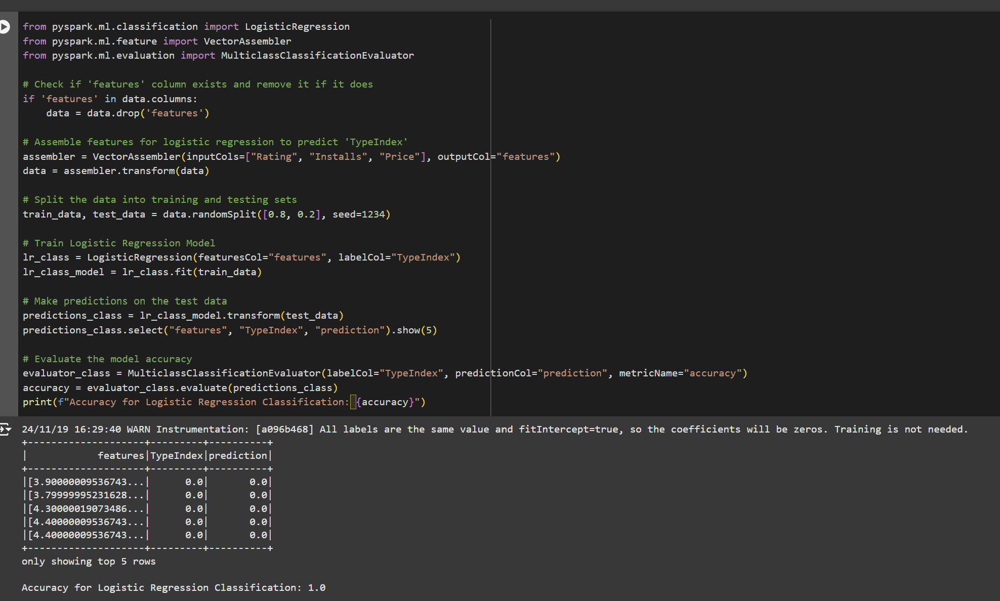 from pyspark.ml.classification import LogisticRegression
from pyspark.ml.feature import VectorAssembler
from pyspark.ml.evaluation import MulticlassClassificationEvaluator

# Check if 'features' column exists and remove it if it does
if 'features' in data.columns:
    data = data.drop('features')

# Assemble features for logistic regression to predict 'TypeIndex'
assembler = VectorAssembler(inputCols=["Rating", "Installs", "Price"], outputCol="features")
data = assembler.transform(data)

# Split the data into training and testing sets
train_data, test_data = data.randomSplit([0.8, 0.2], seed=1234)

# Train Logistic Regression Model
lr_class = LogisticRegression(featuresCol="features", labelCol="TypeIndex")
lr_class_model = lr_class.fit(train_data)

# Make predictions on the test data
predictions_class = lr_class_model.transform(test_data)
predictions_class.select("features", "TypeIndex", "prediction").show(5)

# Evaluate the model accuracy
evaluator_class = MulticlassClassificationEvaluator(labelCol="TypeIndex", predictionCol="prediction", metricName="accuracy")
accuracy = evaluator_class.evaluate(predictions_class)
print(f"Accuracy for Logistic Regression Classification: {accuracy}")
24/11/19 16:29:40 WARN Instrumentation: [a096b468] All labels are the same value and fitIntercept=true, so the coefficients will be zeros. Training is not needed.
+--------------------+---------+----------+
|            features|TypeIndex|prediction|
+--------------------+---------+----------+
|[3.90000009536743...|      0.0|       0.0|
|[3.79999995231628...|      0.0|       0.0|
|[4.30000019073486...|      0.0|       0.0|
|[4.40000009536743...|      0.0|       0.0|
|[4.40000009536743...|      0.0|       0.0|
+--------------------+---------+----------+
only showing top 5 rows

Accuracy for Logistic Regression Classification: 1.0